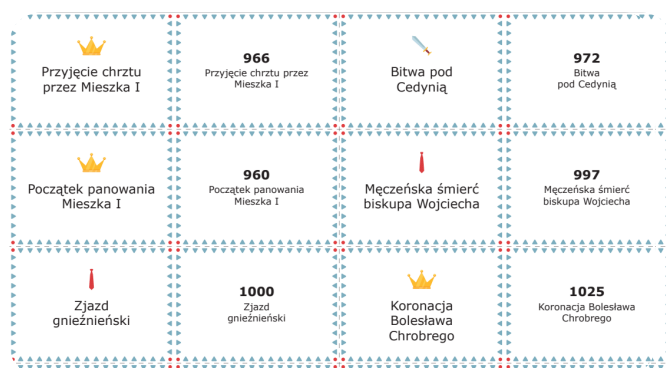 Przyjęcie chrztu
przez Mieszka I
966
Przyjęcie chrztu przez
Mieszka I
Bitwa pod
Cedynią
972
Bitwa
pod Cedynią
Początek panowania
Mieszka I
960
Początek panowania
Mieszka I
Męczeńska śmierć
biskupa Wojciecha
997
Męczeńska śmierć
biskupa Wojciecha
Zjazd
gnieźnieński
1000
Zjazd
gnieźnieński
Koronacja
Bolesława
Chrobrego
1025
Koronacja Bolesława
Chrobrego